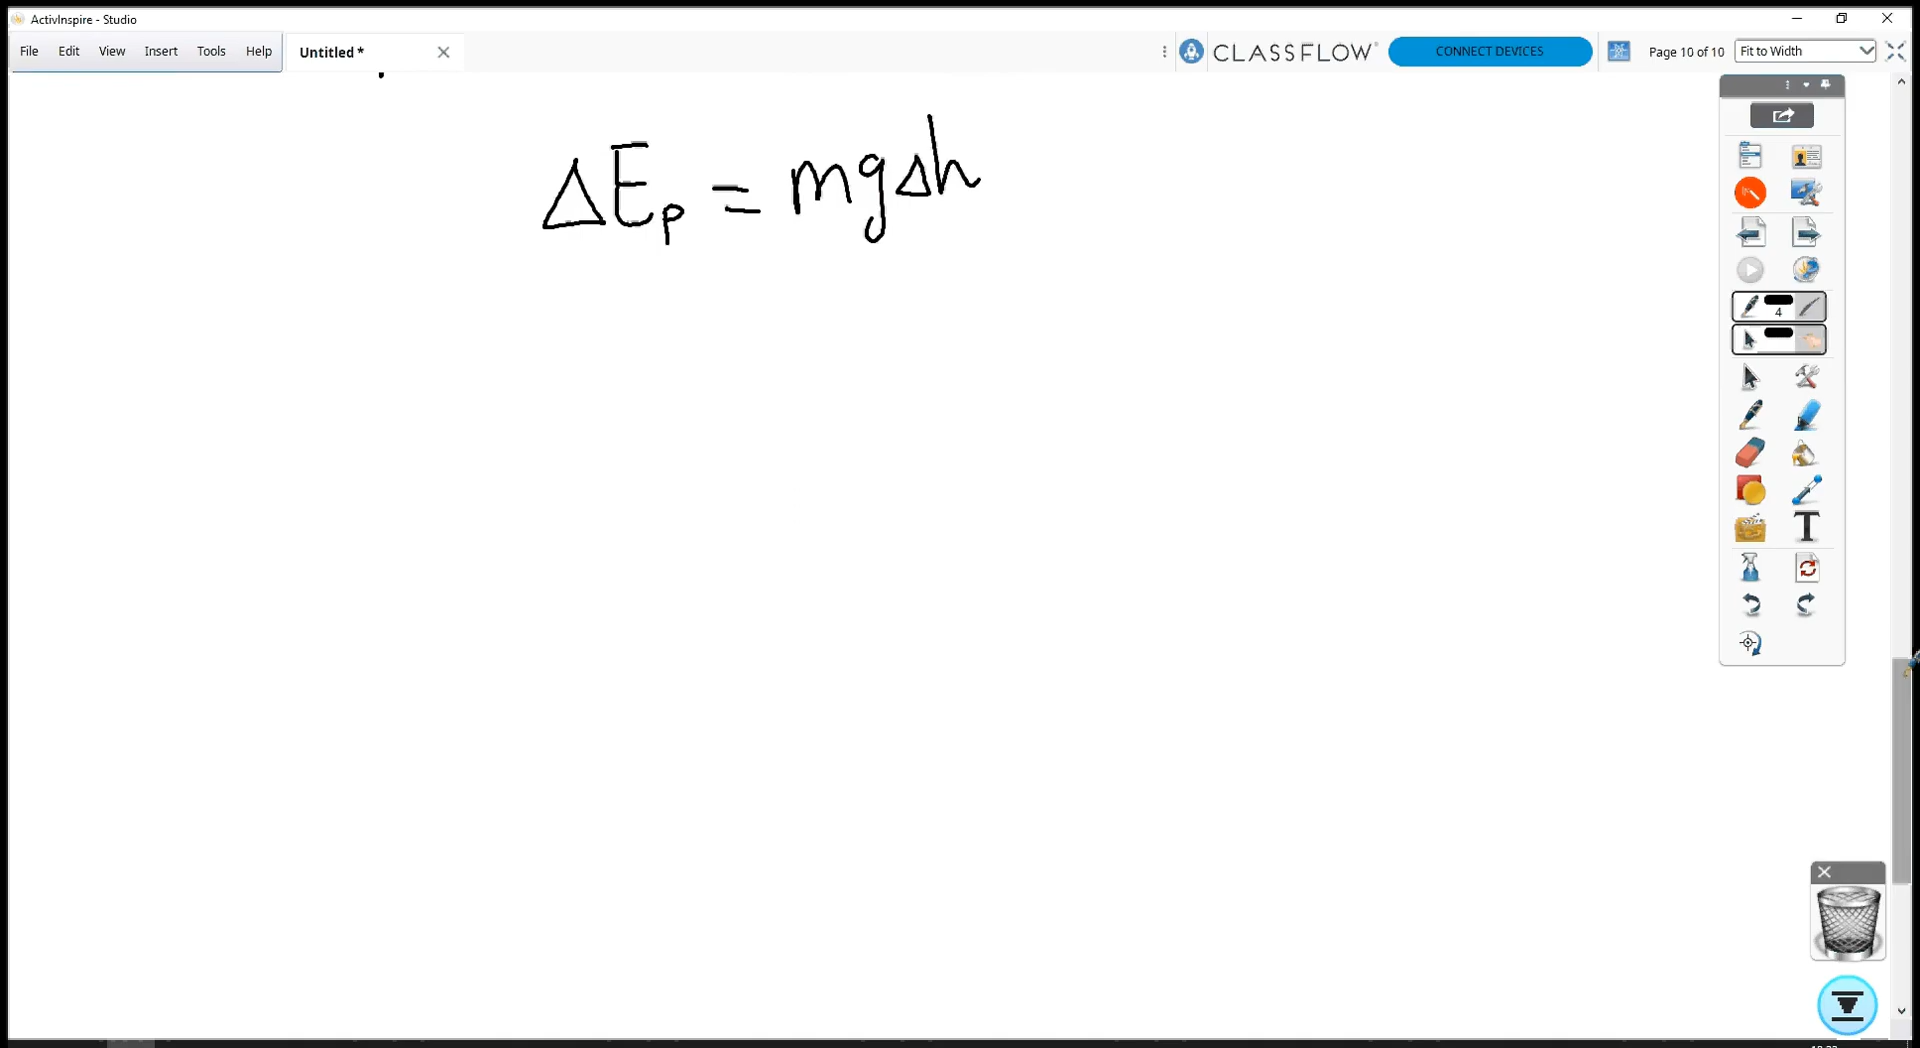 ActivInspire - Studio
File Edit View Insert Tools Help Untitled * CLASSFLOW CONNECT DEVICES Page 10 of 10 Fit to Width
ΔEp = mgΔh
4
T